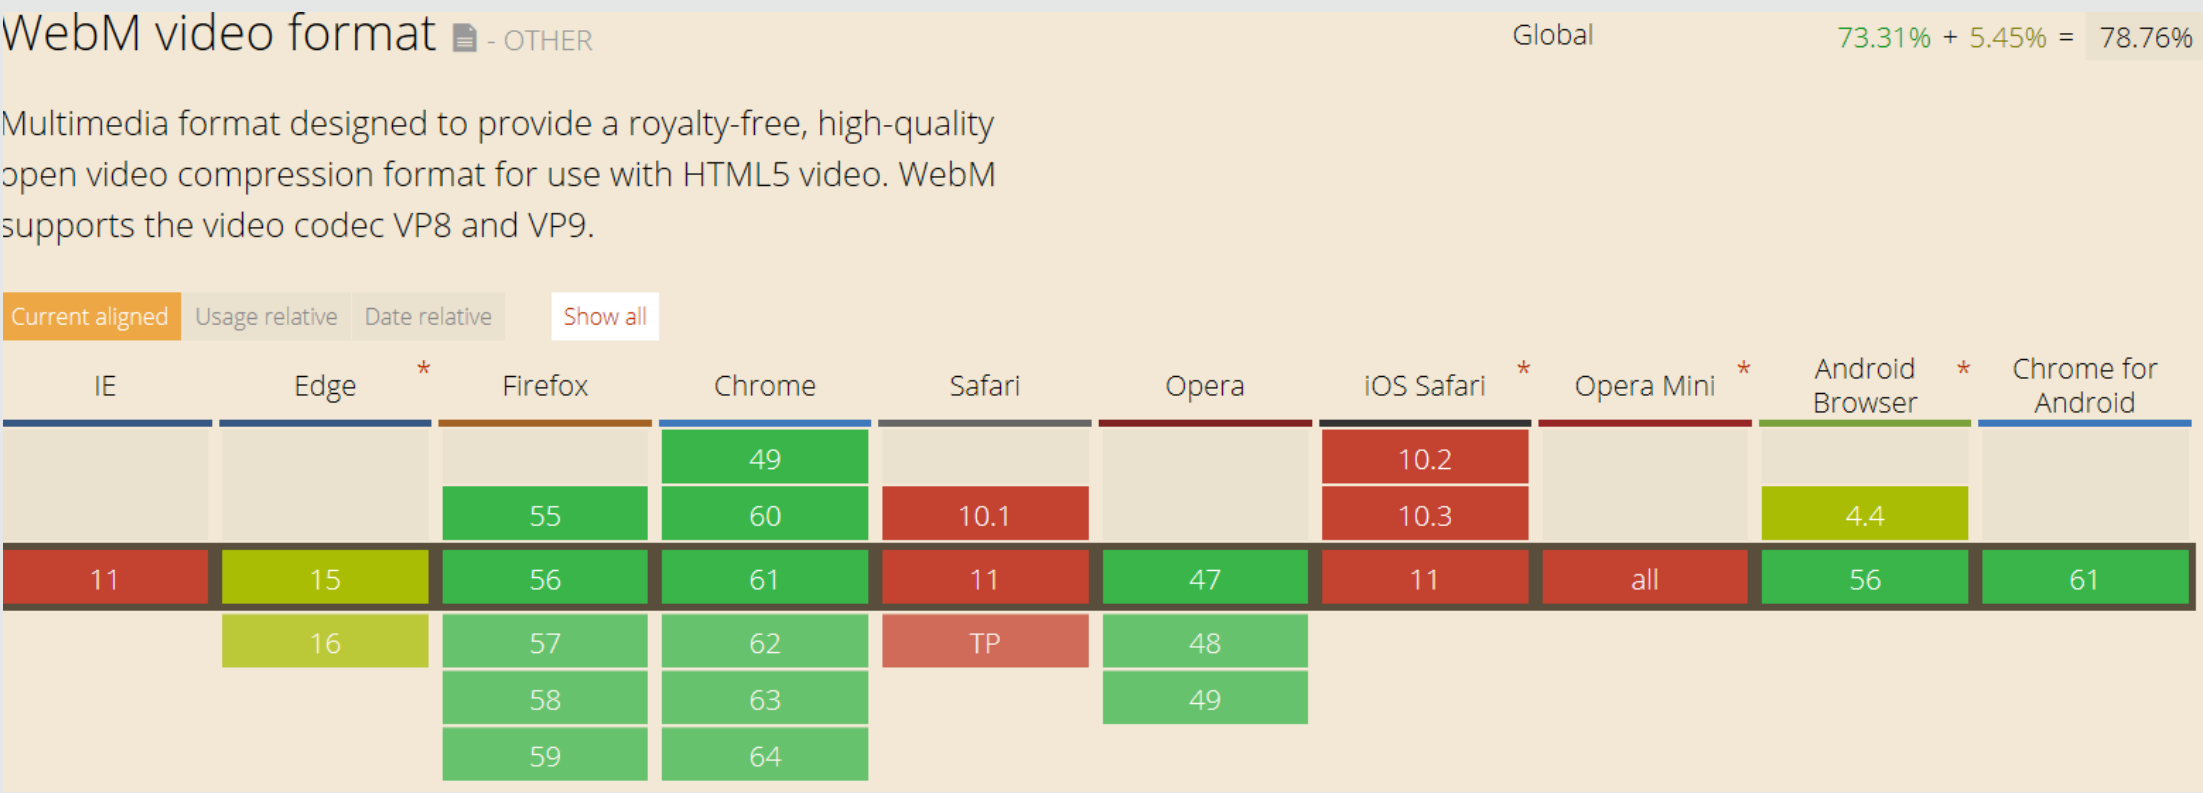 WebM video format - OTHER
Global 73.31% + 5.45% = 78.76%
Multimedia format designed to provide a royalty-free, high-quality
open video compression format for use with HTML5 video. WebM
supports the video codec VP8 and VP9.
Current aligned Usage relative Date relative Show all
IE Edge * Firefox Chrome Safari Opera iOS Safari * Opera Mini * Android Browser * Chrome for Android
49 10.2
55 60 10.1 10.3 4.4
11 15 56 61 11 47 11 all 56 61
16 57 62 TP 48
58 63 49
59 64